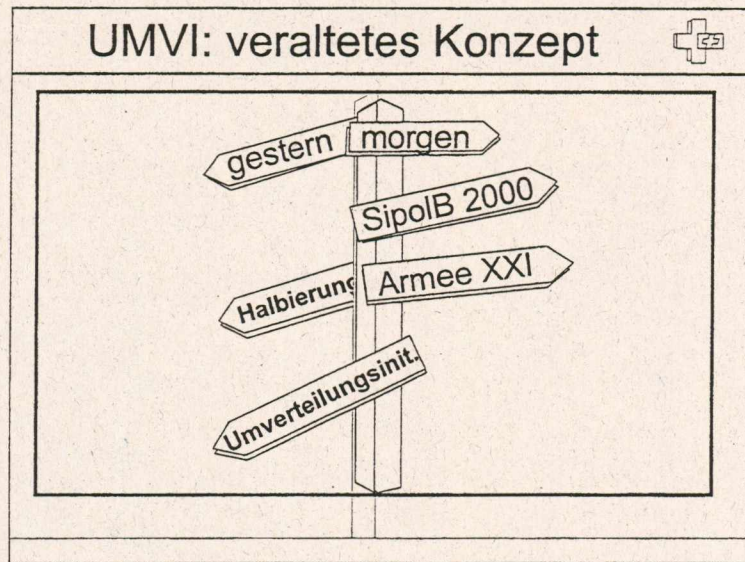 UMVI: veraltetes Konzept
gestern
morgen
SipolB 2000
Halbierung
Armee XXI
Umverteilungsinit.